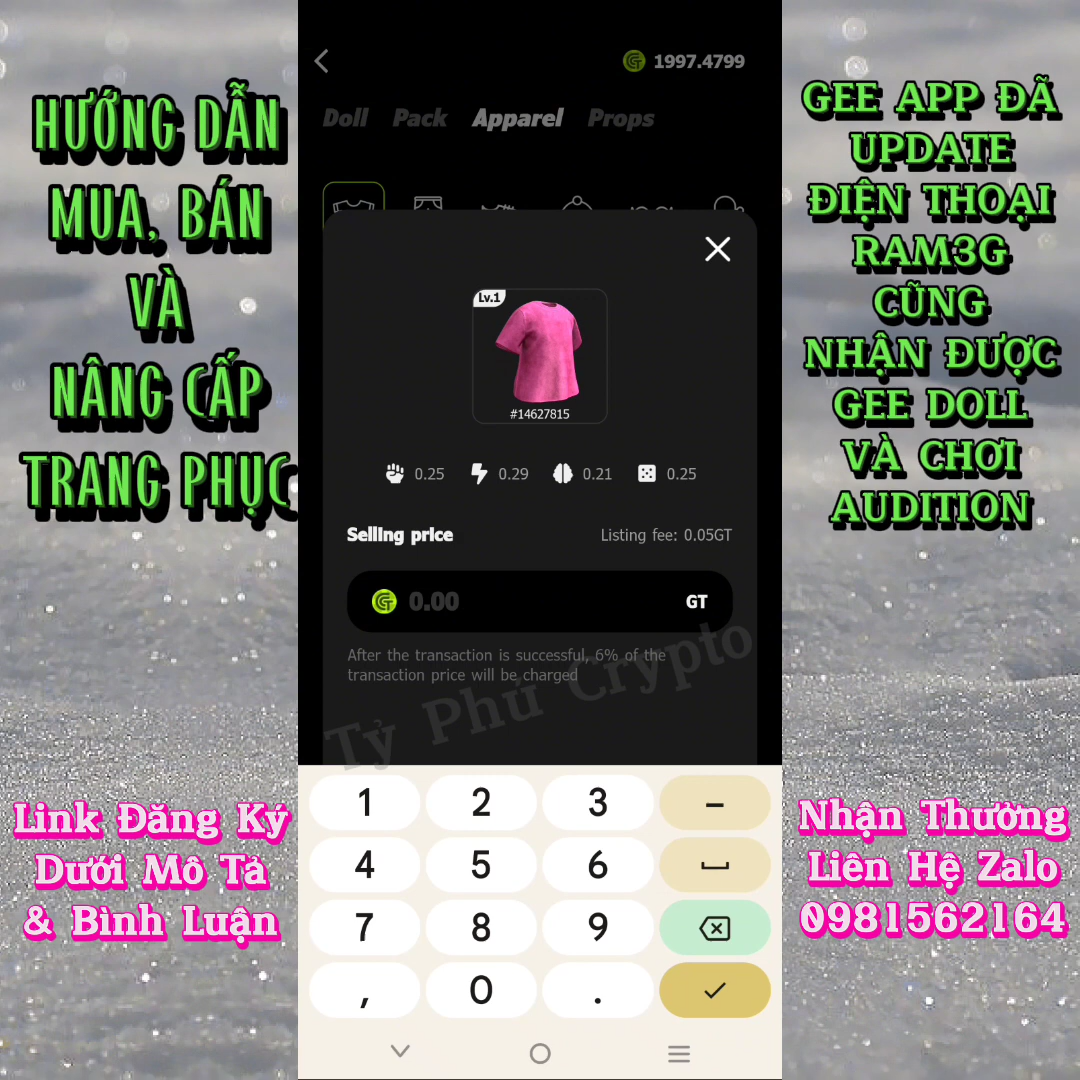 HƯỚNG DẪN
MUA, BÁN
VÀ
NÂNG CẤP
TRANG PHỤC
Link Đăng Ký
Dưới Mô Tả
& Bình Luận
1997.4799
Doll Pack Apparel Props
Lv.1
#14627815
0.25 0.29 0.21 0.25
Selling price Listing fee: 0.05GT
0.00 GT
After the transaction is successful, 6% of the
transaction price will be charged
Tỷ Phú Crypto
1 2 3 –
4 5 6
7 8 9
, 0 .
GEE APP ĐÃ
UPDATE
ĐIỆN THOẠI
RAM3G
CŨNG
NHẬN ĐƯỢC
GEE DOLL
VÀ CHƠI
AUDITION
Nhận Thưởng
Liên Hệ Zalo
0981562164